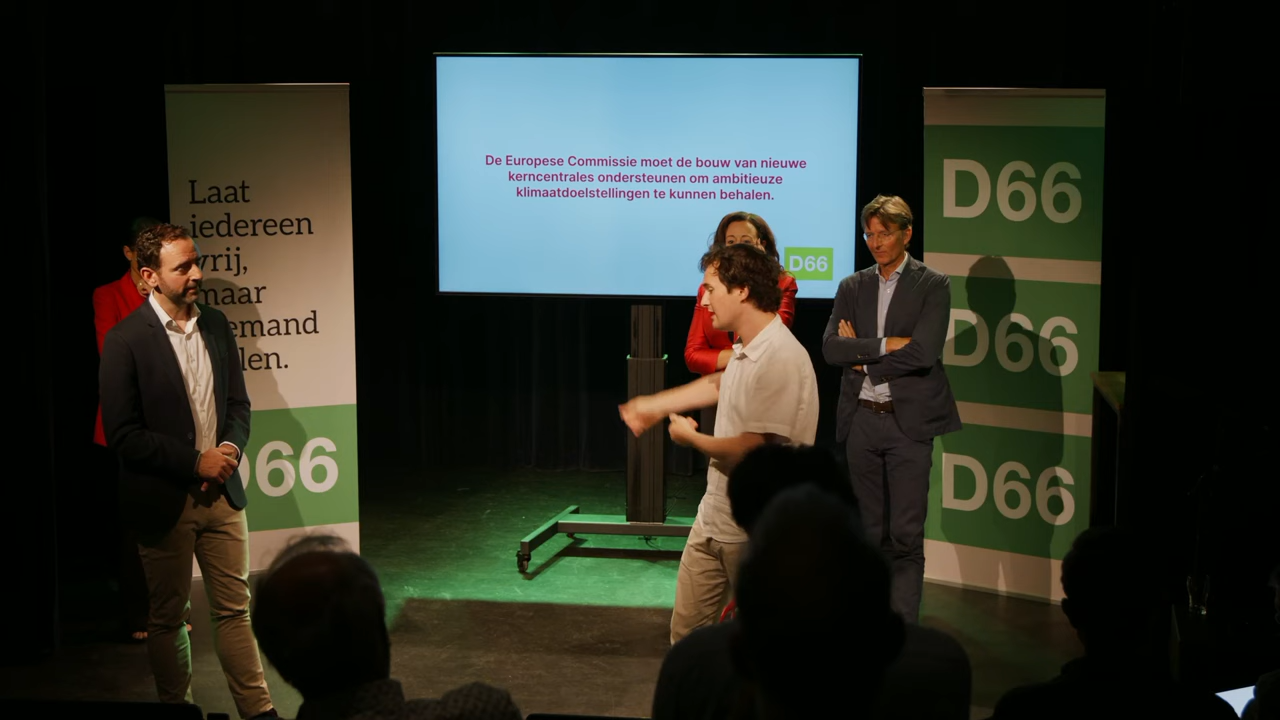 Laat
iedereen
vrij,
maar
len.
D66
De Europese Commissie moet de bouw van nieuwe
kerncentrales ondersteunen om ambitieuze
klimaatdoelstellingen te kunnen behalen.
D66
D66
D66
D66